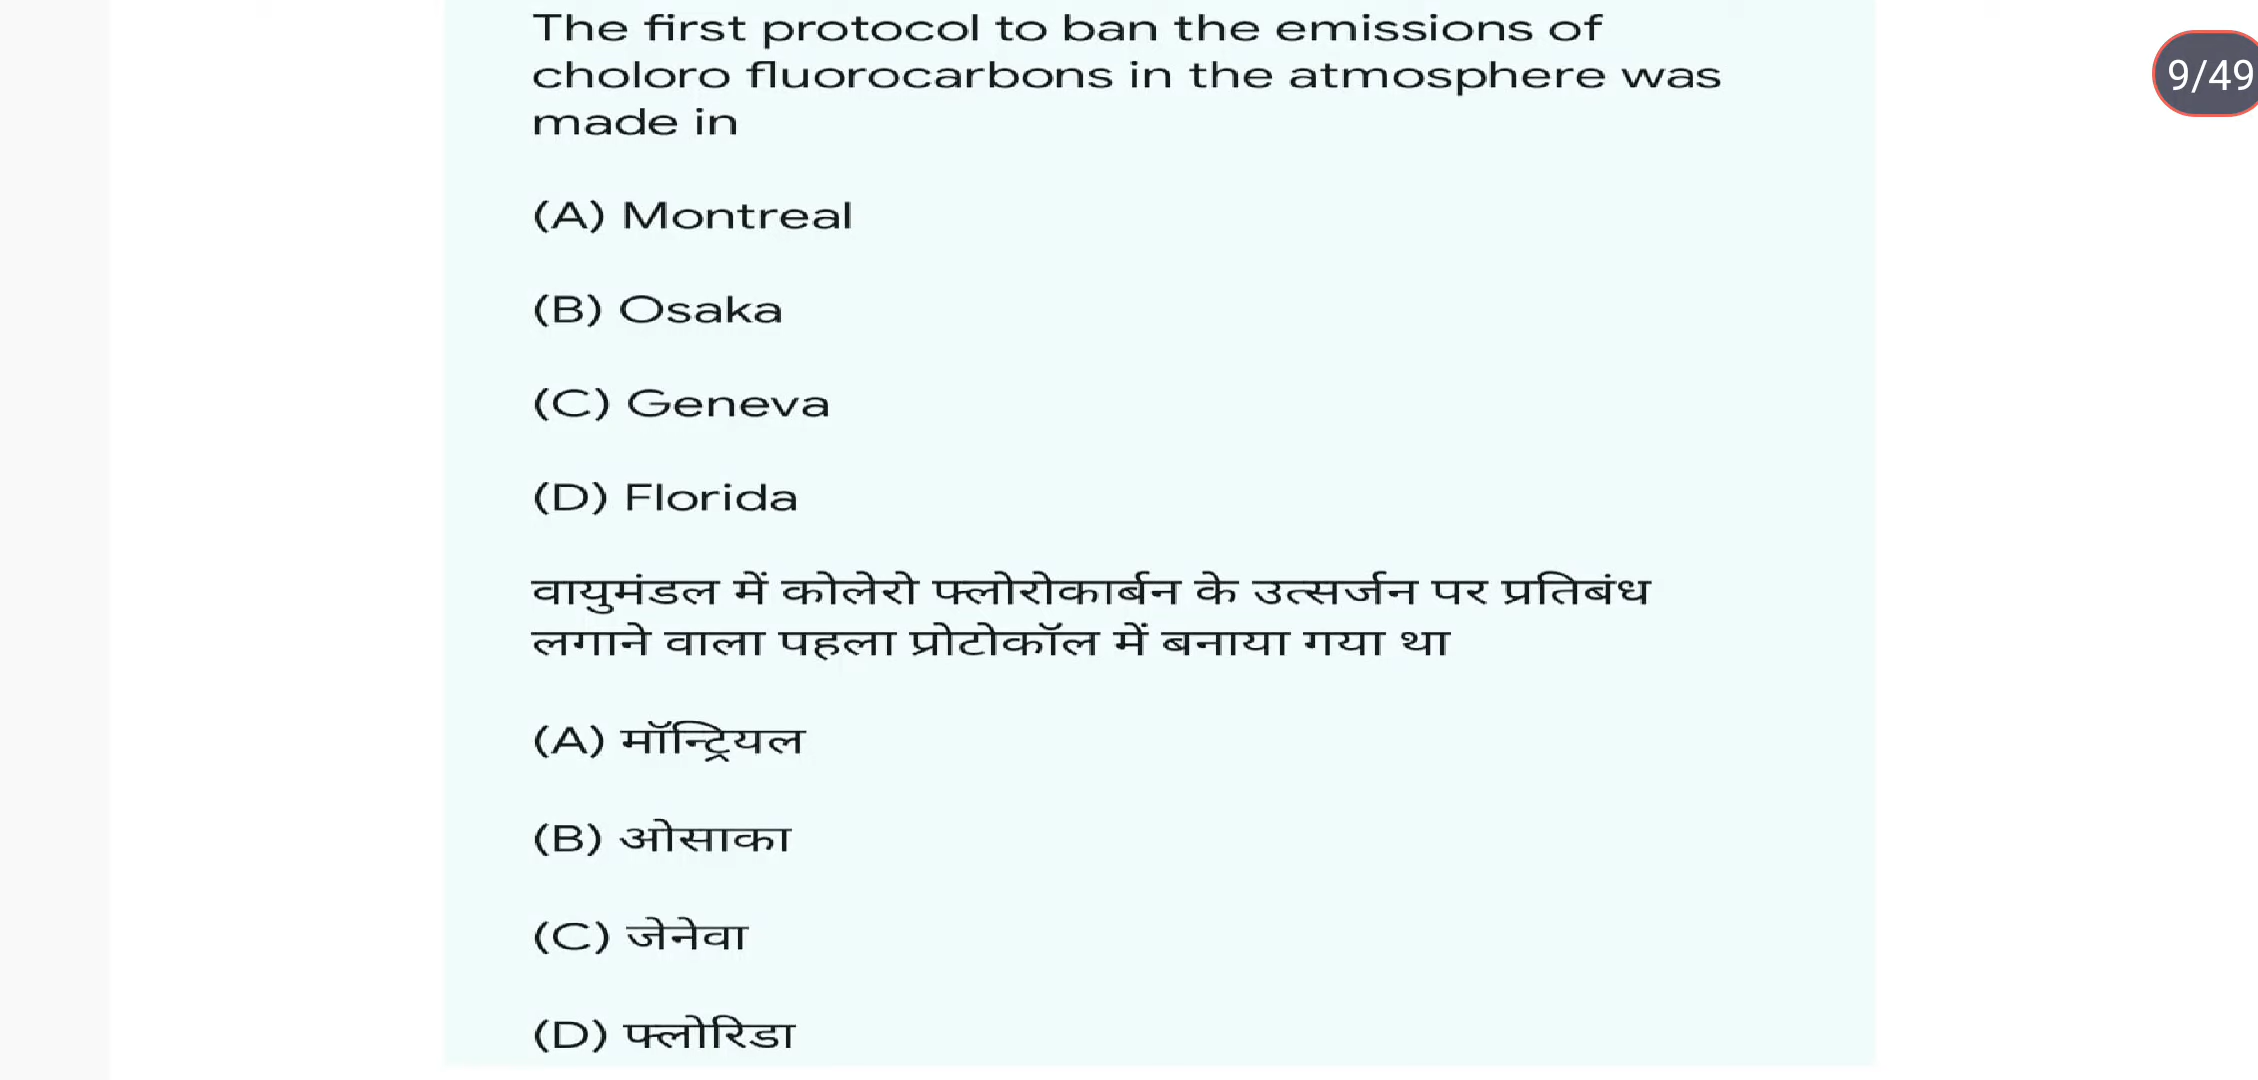 The first protocol to ban the emissions of
choloro fluorocarbons in the atmosphere was
made in
9/49
(A) Montreal
(B) Osaka
(C) Geneva
(D) Florida
वायुमंडल में कोलेरो फ्लोरोकार्बन के उत्सर्जन पर प्रतिबंध
लगाने वाला पहला प्रोटोकॉल में बनाया गया था
(A) मॉन्ट्रियल
(B) ओसाका
(C) जेनेवा
(D) फ्लोरिडा